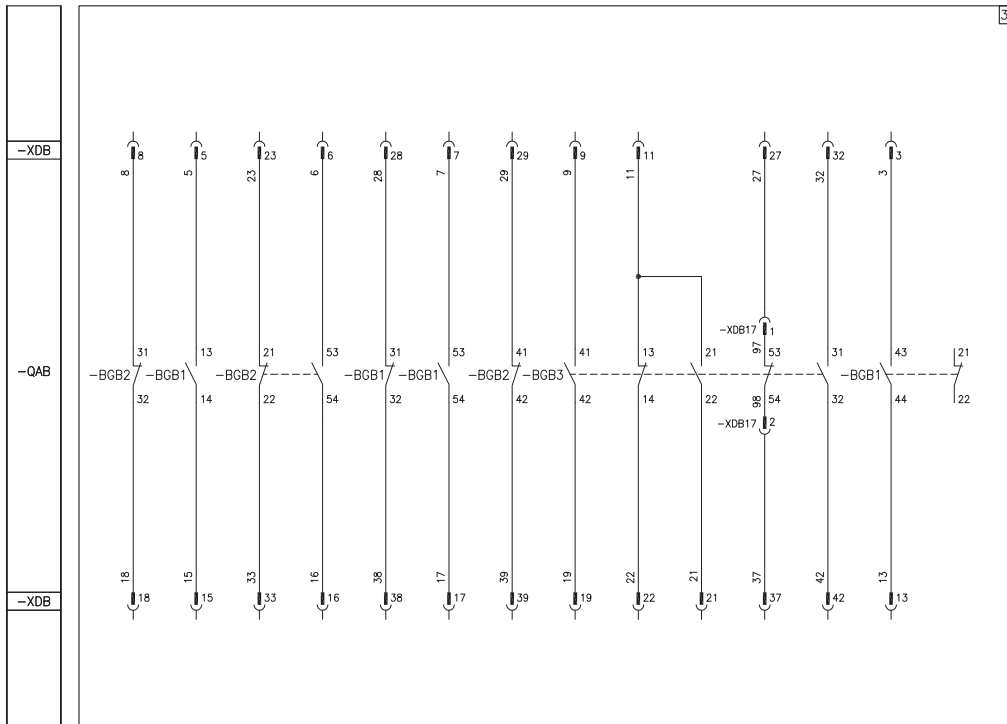 3
-XDB
8 5 23 6 28 7 29 9 11 27 32 3
8 5 23 6 28 7 29 9 11 27 32 3
-XDB17 1
97
31 13 21 53 31 53 41 41 13 21 53 31 43 21
-QAB
-BGB2 -BGB1 -BGB2 -BGB1 -BGB1 -BGB2 -BGB3 -BGB1
32 14 22 54 32 54 42 42 14 22 98 54 32 44 22
-XDB17 2
18 15 33 16 38 17 39 19 22 21 37 42 13
-XDB
18 15 33 16 38 17 39 19 22 21 37 42 13